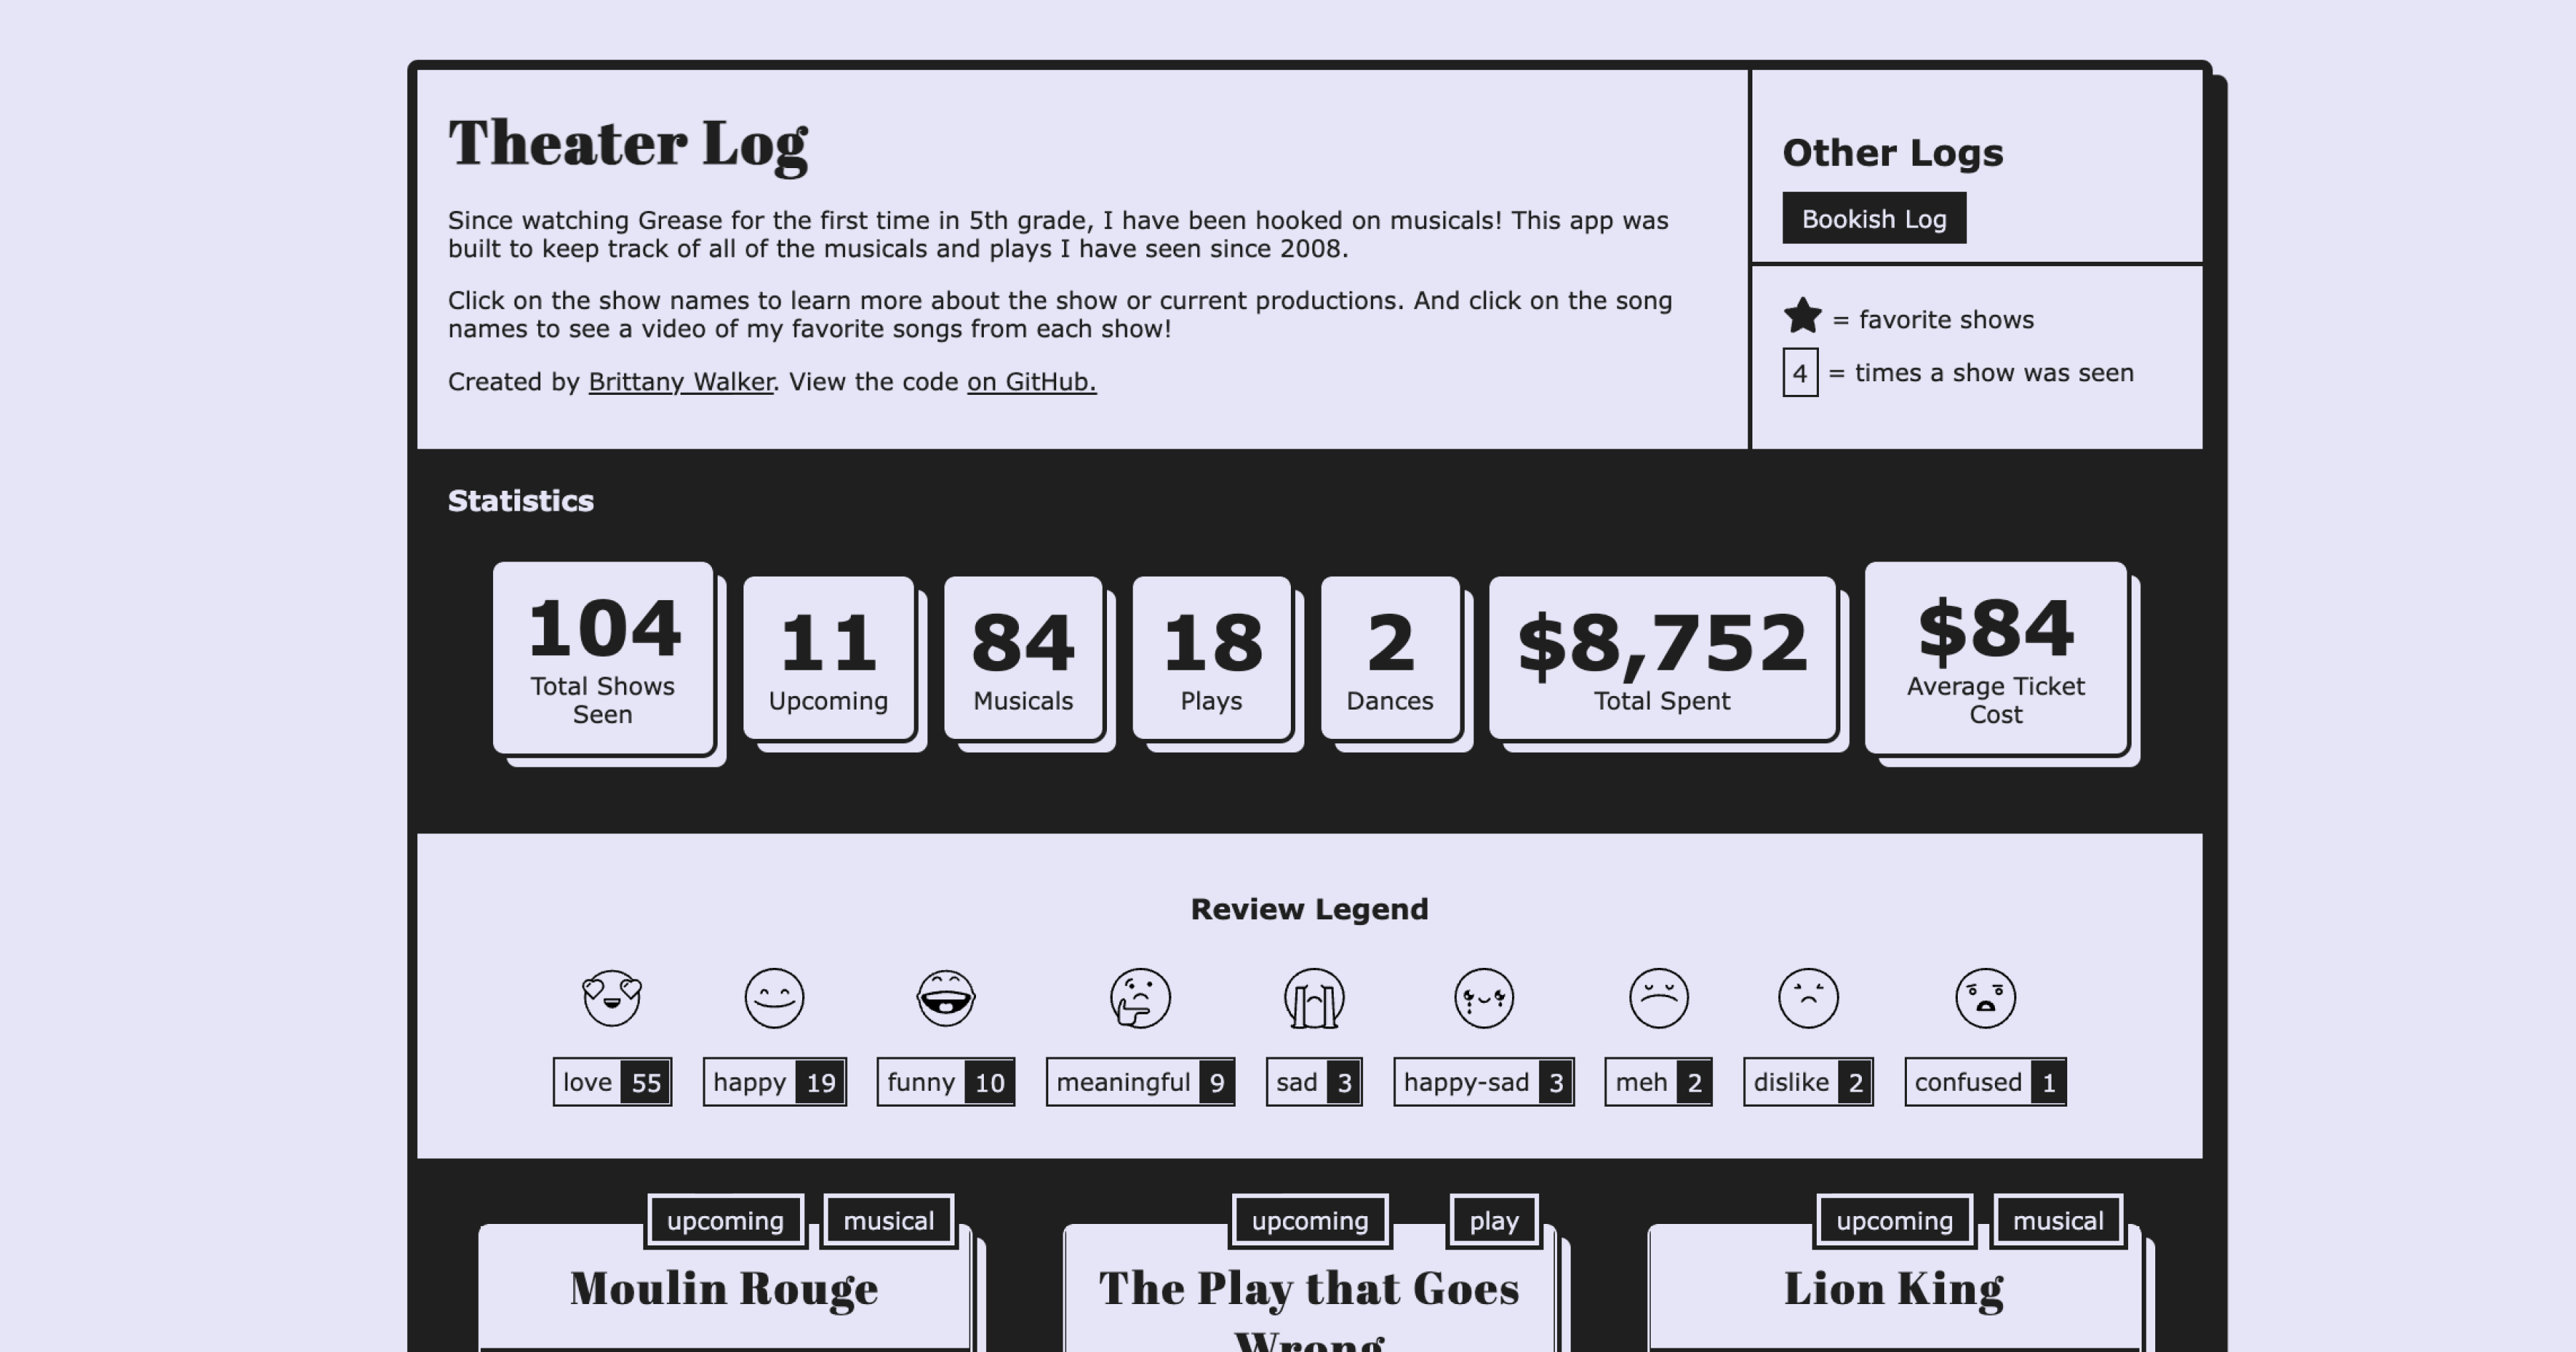 Theater Log
Since watching Grease for the first time in 5th grade, I have been hooked on musicals! This app was
built to keep track of all of the musicals and plays I have seen since 2008.
Click on the show names to learn more about the show or current productions. And click on the song
names to see a video of my favorite songs from each show!
Created by Brittany Walker. View the code on GitHub.
Other Logs
Bookish Log
= favorite shows
4 = times a show was seen
Statistics
104
Total Shows
Seen
11
Upcoming
84
Musicals
18
Plays
2
Dances
$8,752
Total Spent
$84
Average Ticket
Cost
Review Legend
love 55
happy 19
funny 10
meaningful 9
sad 3
happy-sad 3
meh 2
dislike 2
confused 1
upcoming musical
Moulin Rouge
upcoming play
The Play that Goes
Wrong
upcoming musical
Lion King